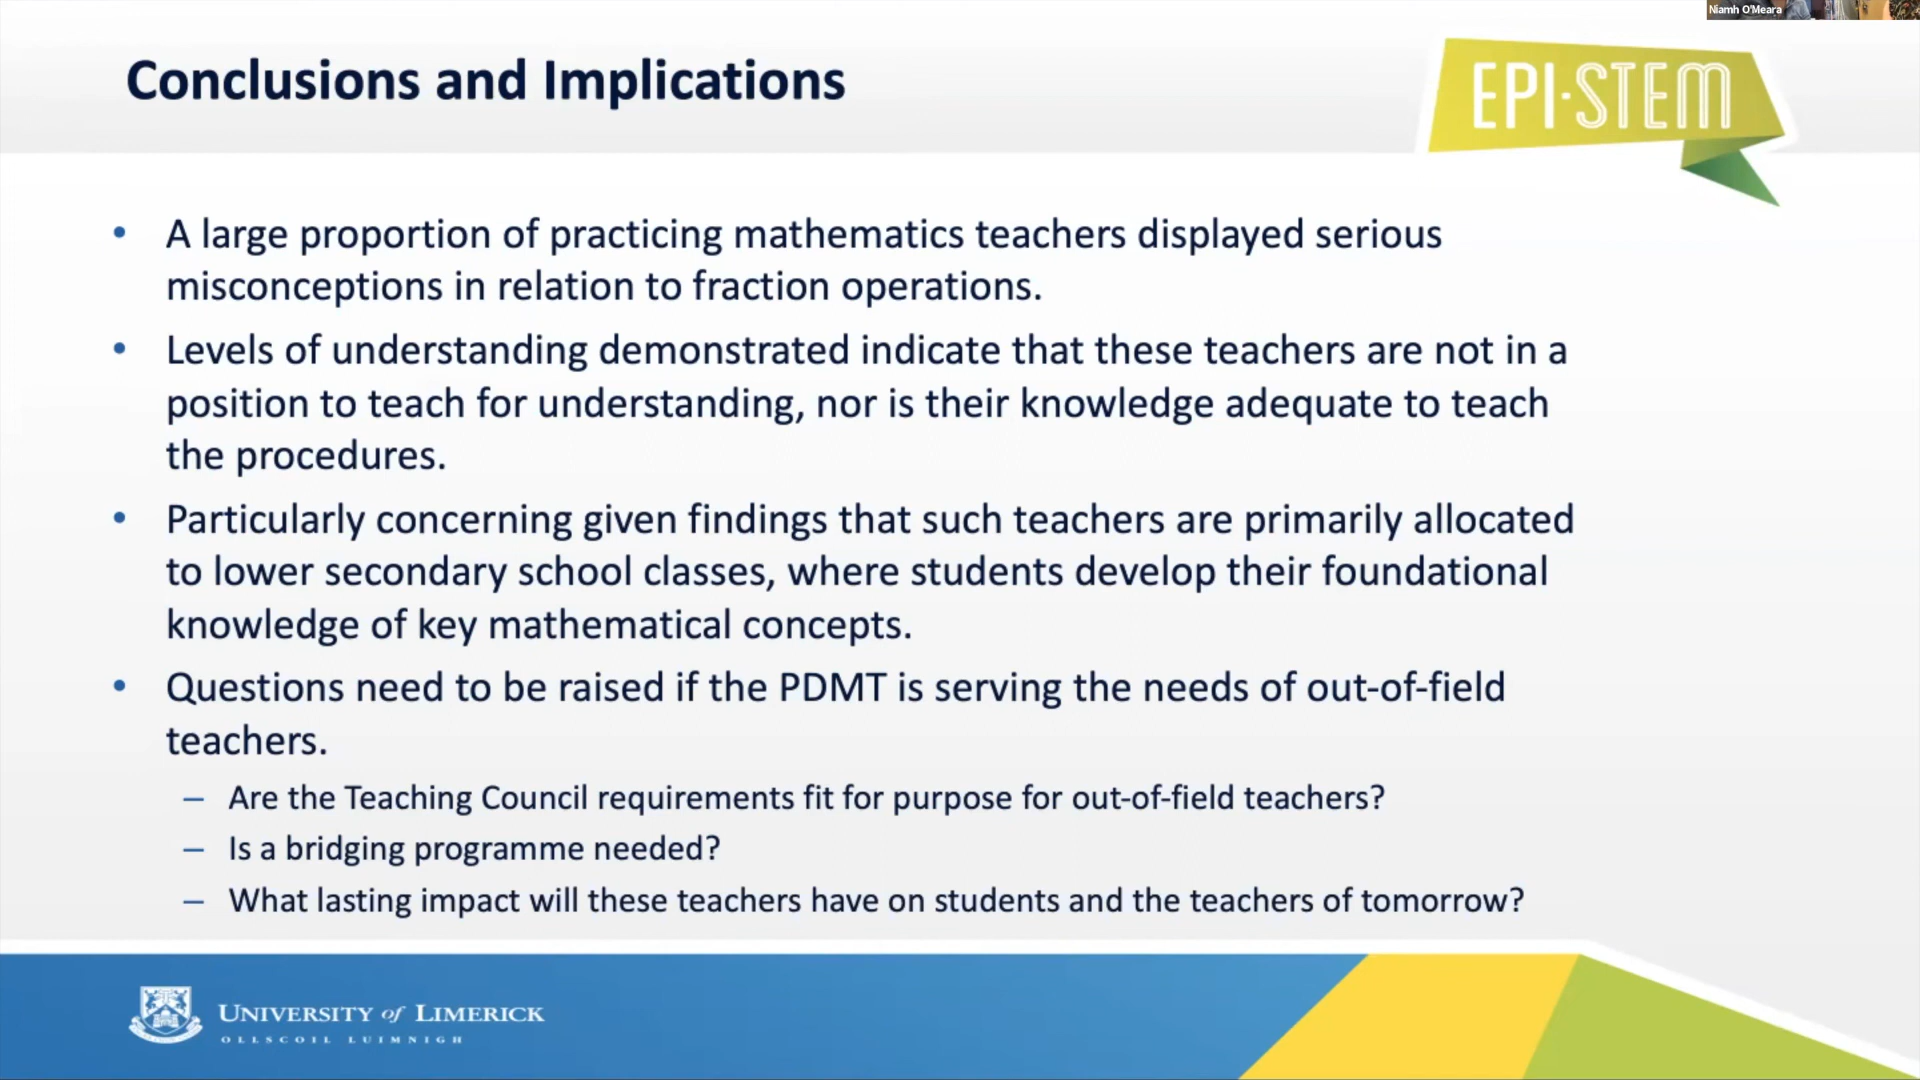 Niamh O'Meara
Conclusions and Implications
EPI·STEM
• A large proportion of practicing mathematics teachers displayed serious
misconceptions in relation to fraction operations.
• Levels of understanding demonstrated indicate that these teachers are not in a
position to teach for understanding, nor is their knowledge adequate to teach
the procedures.
• Particularly concerning given findings that such teachers are primarily allocated
to lower secondary school classes, where students develop their foundational
knowledge of key mathematical concepts.
• Questions need to be raised if the PDMT is serving the needs of out-of-field
teachers.
– Are the Teaching Council requirements fit for purpose for out-of-field teachers?
– Is a bridging programme needed?
– What lasting impact will these teachers have on students and the teachers of tomorrow?
UNIVERSITY of LIMERICK
OLLSCOIL LUIMNIGH